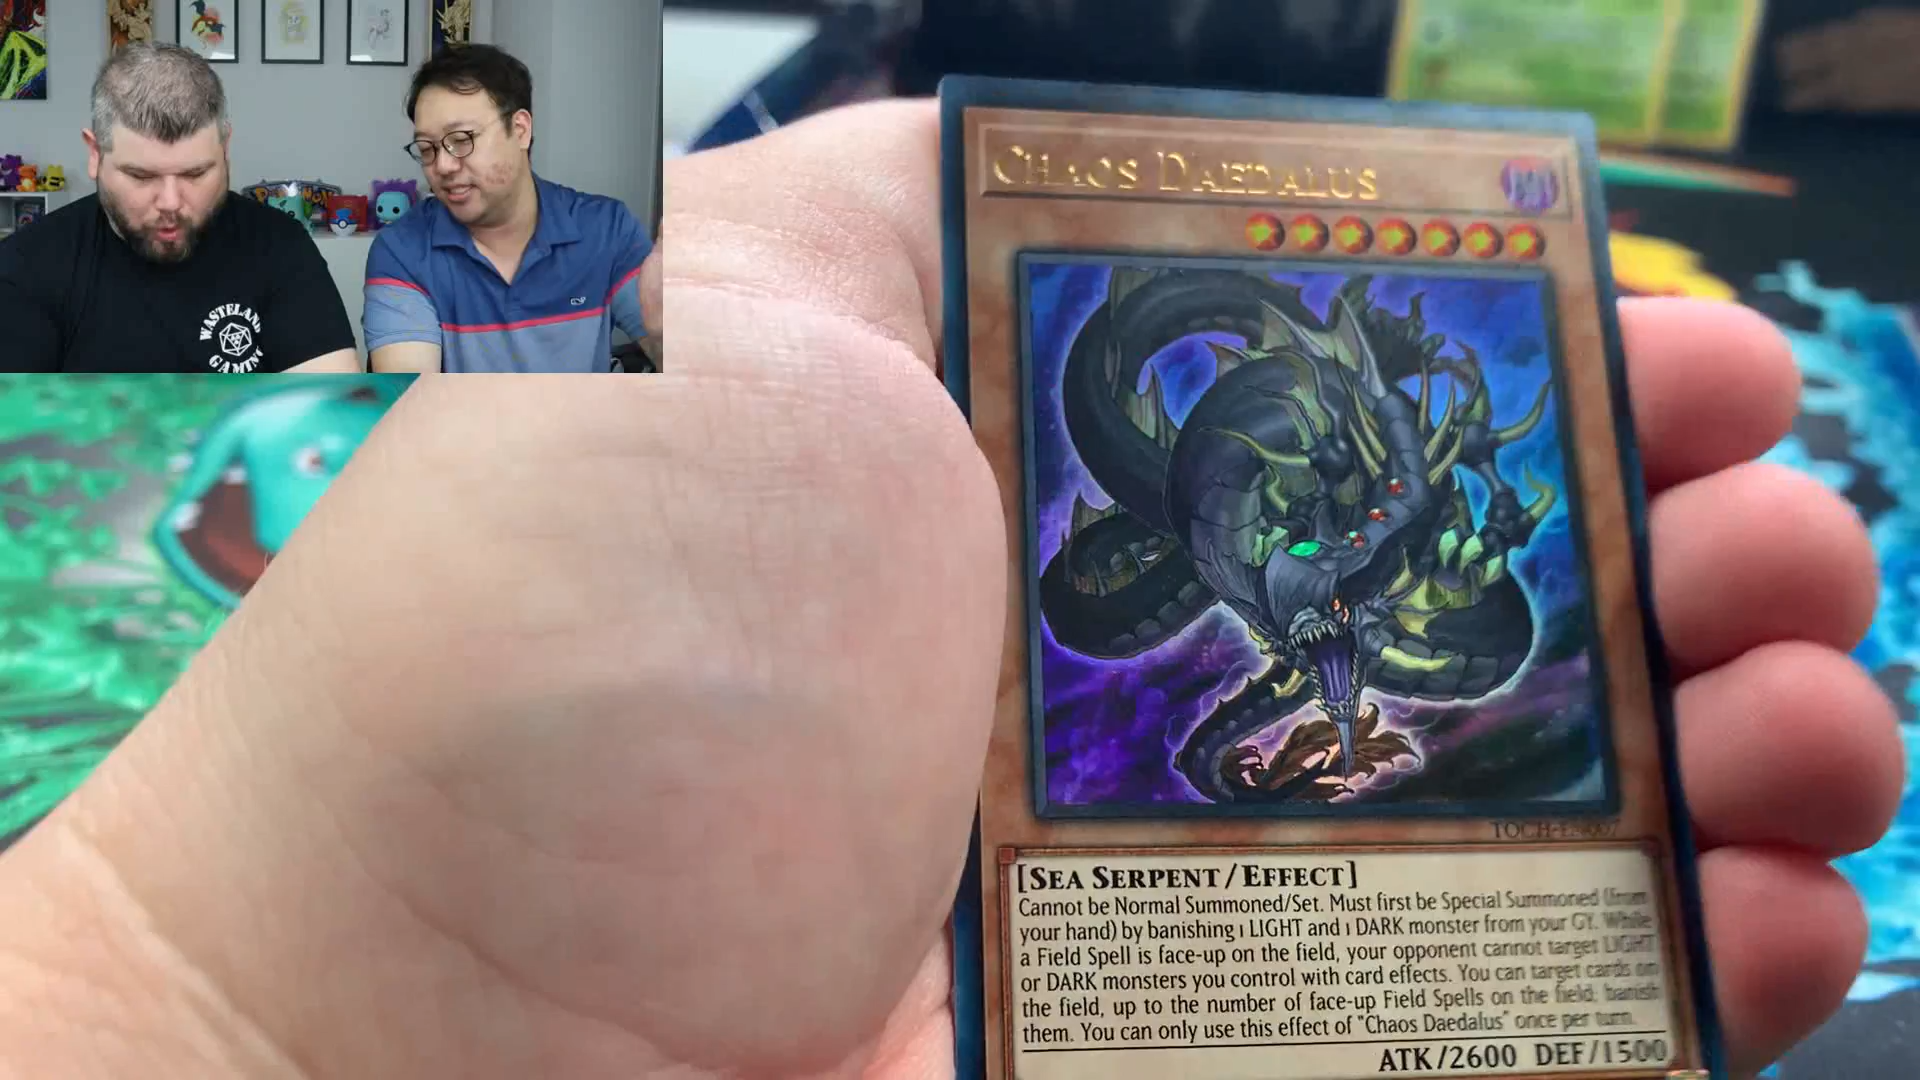 WASTELAND
GAMING
POKÉMON
CHAOS DAEDALUS
TOCH-EN007
[SEA SERPENT/EFFECT]
Cannot be Normal Summoned/Set. Must first be Special Summoned (from
your hand) by banishing 1 LIGHT and 1 DARK monster from your GY. While
a Field Spell is face-up on the field, your opponent cannot target LIGHT
or DARK monsters you control with card effects. You can target cards on
the field, up to the number of face-up Field Spells on the field; banish
them. You can only use this effect of "Chaos Daedalus" once per turn.
ATK/2600 DEF/1500